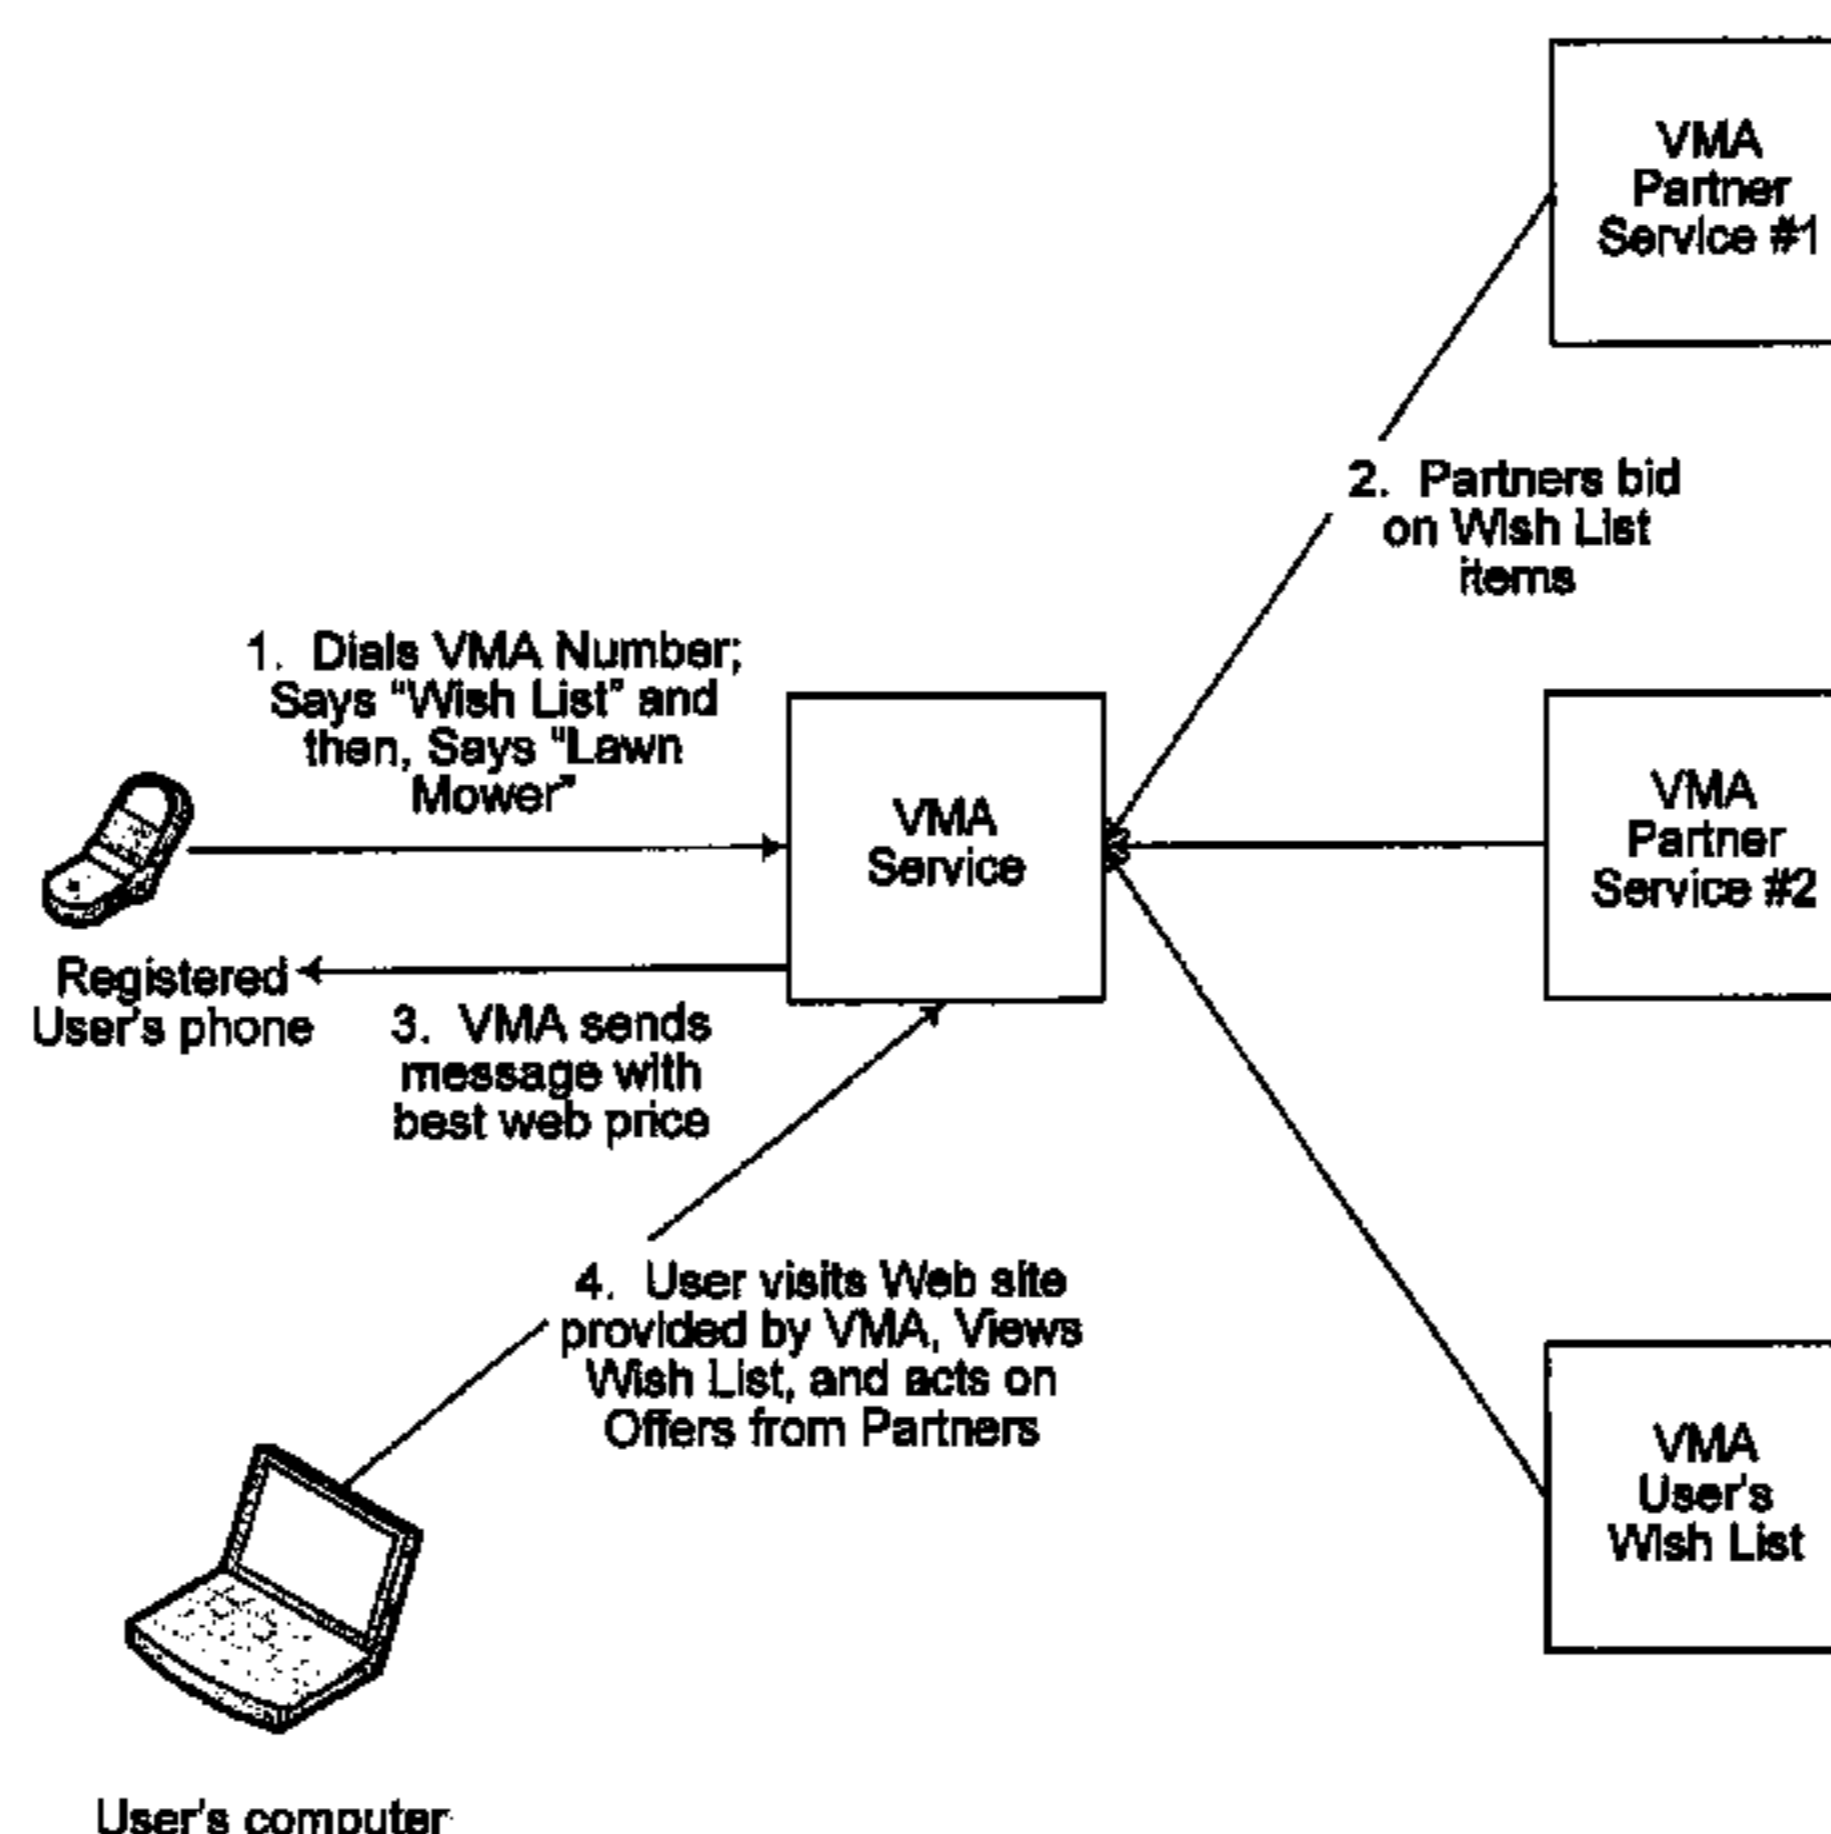 VMA
Partner
Service #1
2. Partners bid
on Wish List
items
1. Dials VMA Number;
Says "Wish List" and
then, Says "Lawn
Mower"
VMA
Service
VMA
Partner
Service #2
Registered
User's phone
3. VMA sends
message with
best web price
4. User visits Web site
provided by VMA, Views
Wish List, and acts on
Offers from Partners
VMA
User's
Wish List
User's computer